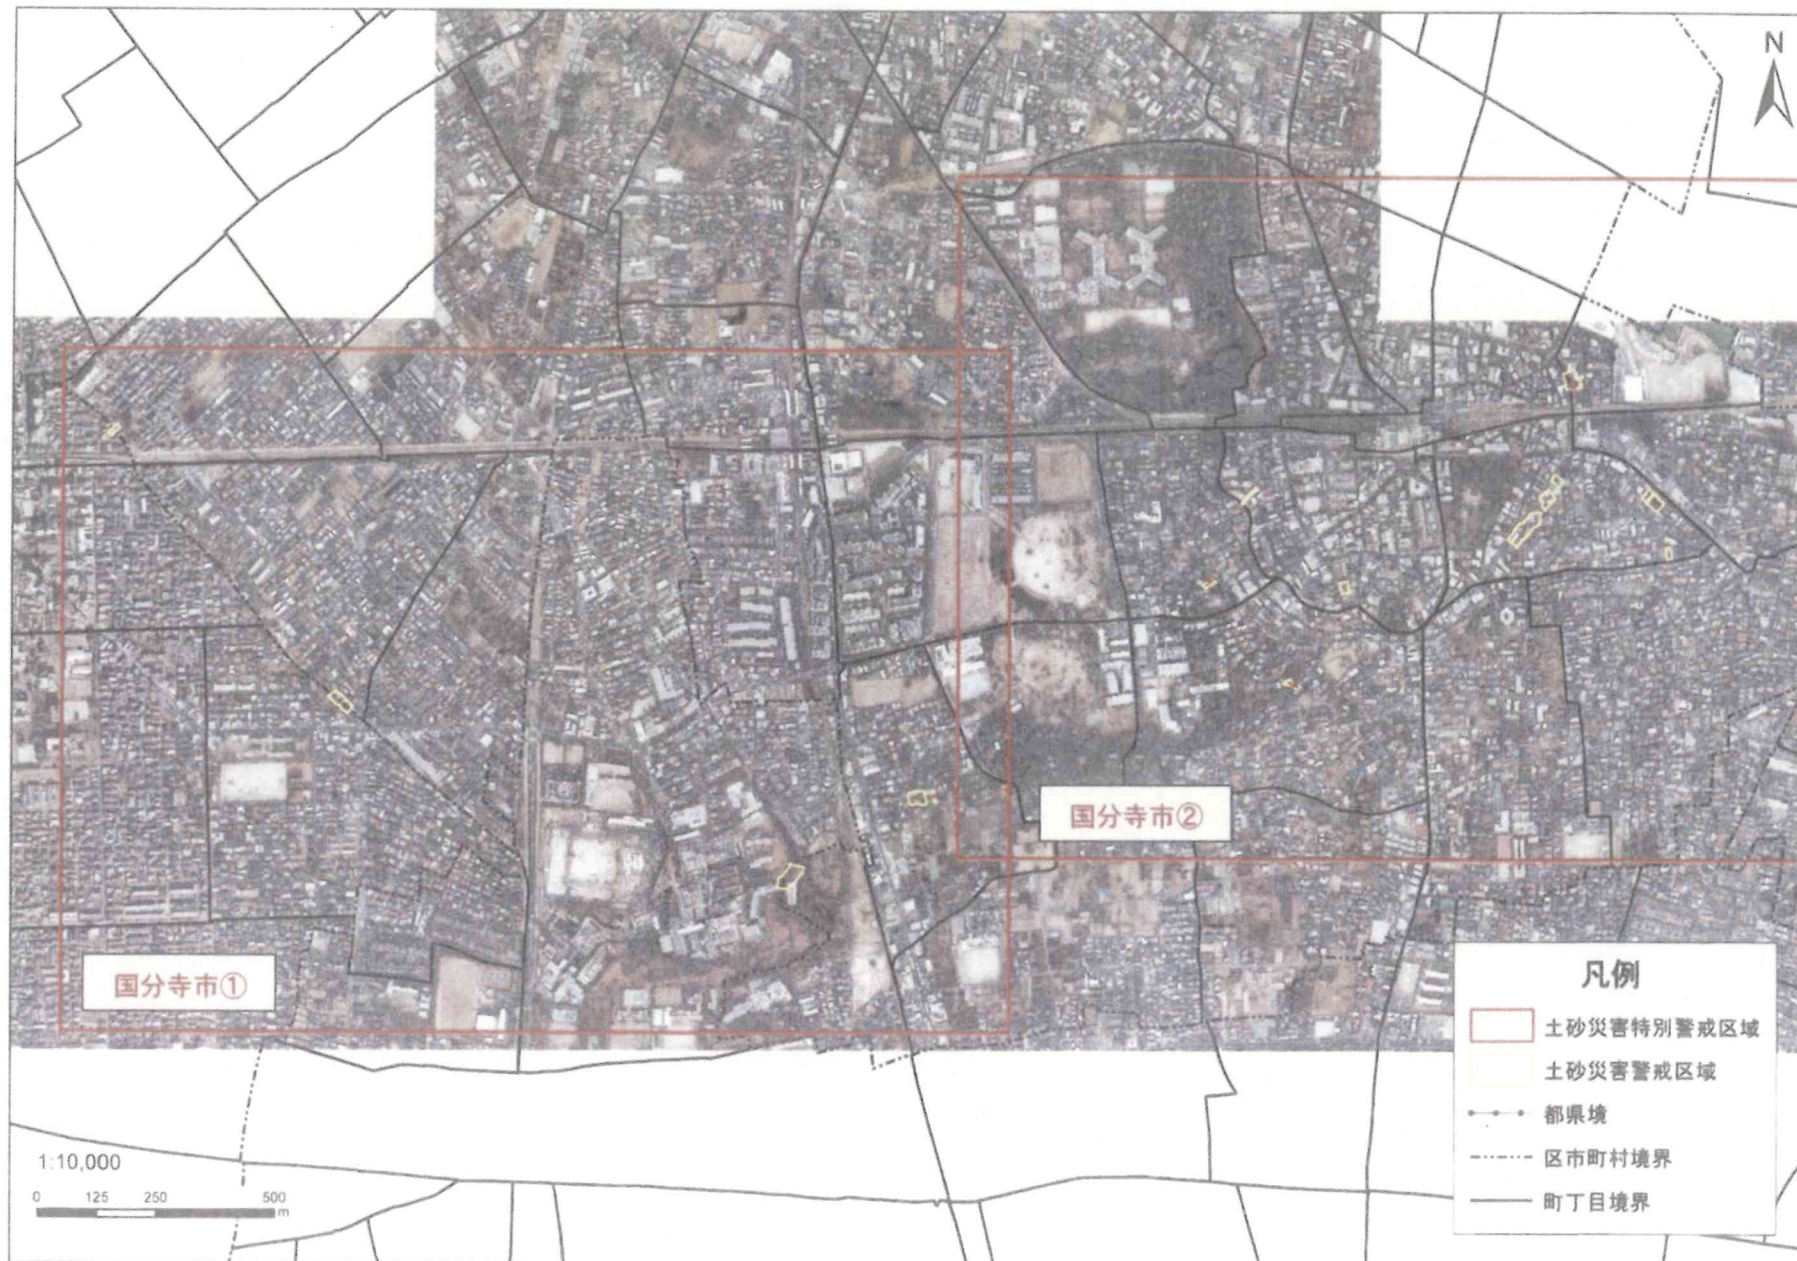 N
国分寺市②
国分寺市①
凡例
土砂災害特別警戒区域
土砂災害警戒区域
都県境
区市町村境界
町丁目境界
1:10,000
0 125 250 500
m